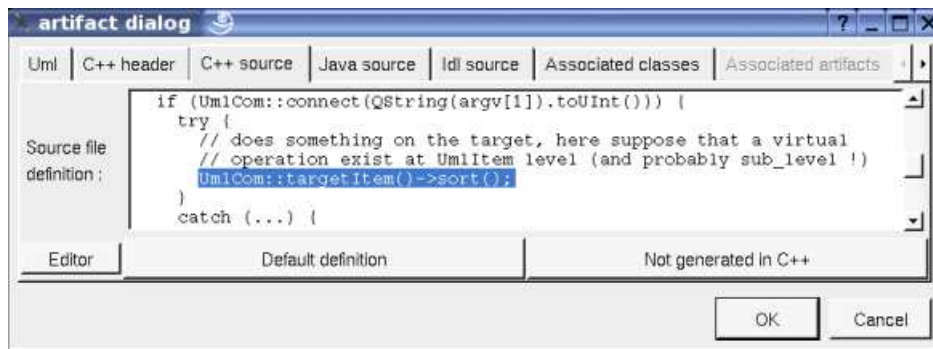 artifact dialog
Uml C++ header C++ source Java source Idl source Associated classes Associated artifacts
if (UmlCom::connect(QString(argv[1]).toUInt())) {
try {
// does something on the target, here suppose that a virtual
// operation exist at UmlItem level (and probably sub_level !)
UmlCom::targetItem()->sort();
}
catch (...) {
Source file
definition :
Editor Default definition Not generated in C++
OK Cancel